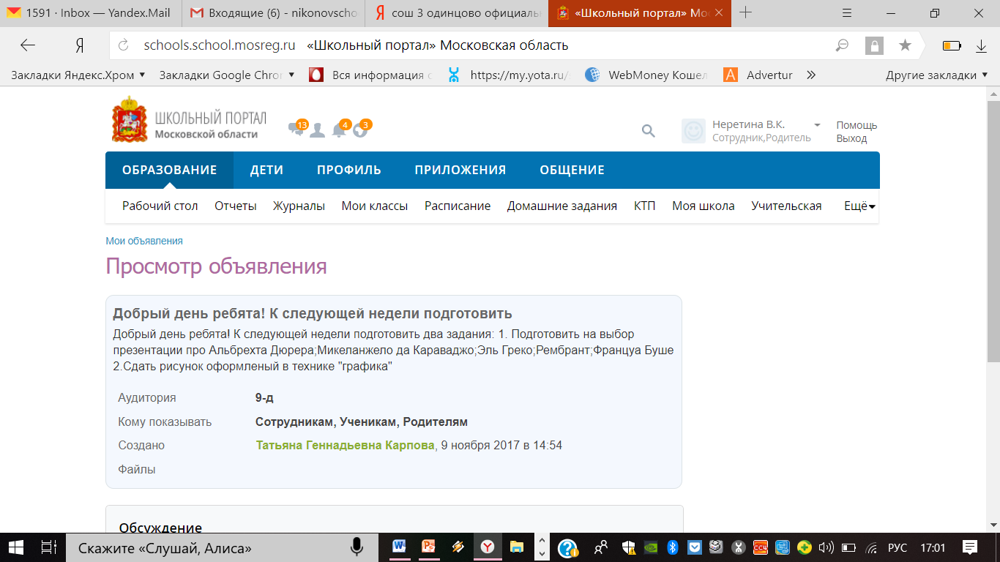 1591 · Inbox — Yandex.Mail
Входящие (6) - nikonovscho
сош 3 одинцово официаль
«Школьный портал» Мо
schools.school.mosreg.ru «Школьный портал» Московская область
Закладки Яндекс.Хром
Закладки Google Chro
Вся информация с
https://my.yota.ru/
WebMoney Кошел
Advertur
Другие закладки
ШКОЛЬНЫЙ ПОРТАЛ
Московской области
13
4
3
Неретина В.К.
Сотрудник,Родитель
Помощь
Выход
ОБРАЗОВАНИЕ ДЕТИ ПРОФИЛЬ ПРИЛОЖЕНИЯ ОБЩЕНИЕ
Рабочий стол Отчеты Журналы Мои классы Расписание Домашние задания КТП Моя школа Учительская Ещё
Мои объявления
Просмотр объявления
Добрый день ребята! К следующей недели подготовить
Добрый день ребята! К следующей недели подготовить два задания: 1. Подготовить на выбор
презентации про Альбрехта Дюрера;Микеланжело да Караваджо;Эль Греко;Рембрант;Француа Буше
2.Сдать рисунок оформленый в технике "графика"
Аудитория 9-д
Кому показывать Сотрудникам, Ученикам, Родителям
Создано Татьяна Геннадьевна Карпова, 9 ноября 2017 в 14:54
Файлы
Обсуждение
Скажите «Слушай, Алиса»
РУС 17:01